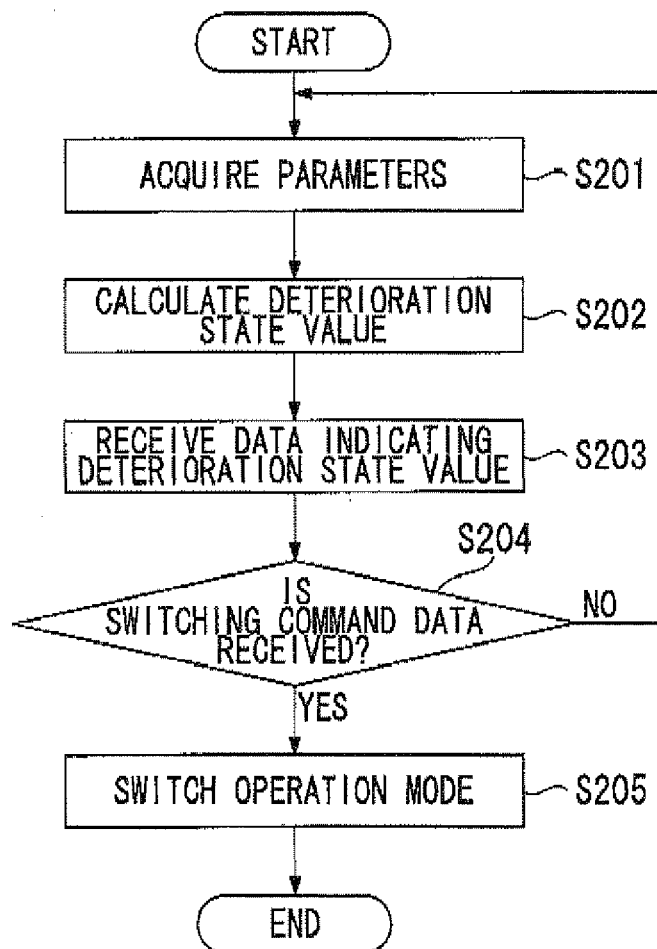 START
ACQUIRE PARAMETERS
S201
CALCULATE DETERIORATION
STATE VALUE
S202
RECEIVE DATA INDICATING
DETERIORATION STATE VALUE
S203
S204
IS
SWITCHING COMMAND DATA
RECEIVED?
NO
YES
SWITCH OPERATION MODE
S205
END